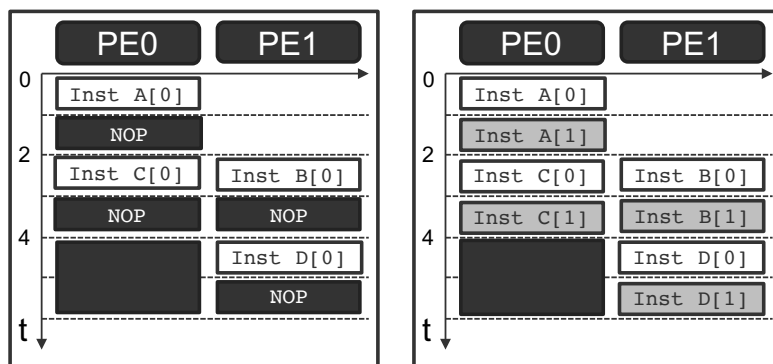 PE0 PE1
0
Inst A[0]
NOP
2
Inst C[0] Inst B[0]
NOP NOP
4
Inst D[0]
NOP
t
PE0 PE1
0
Inst A[0]
Inst A[1]
2
Inst C[0] Inst B[0]
Inst C[1] Inst B[1]
4
Inst D[0]
Inst D[1]
t